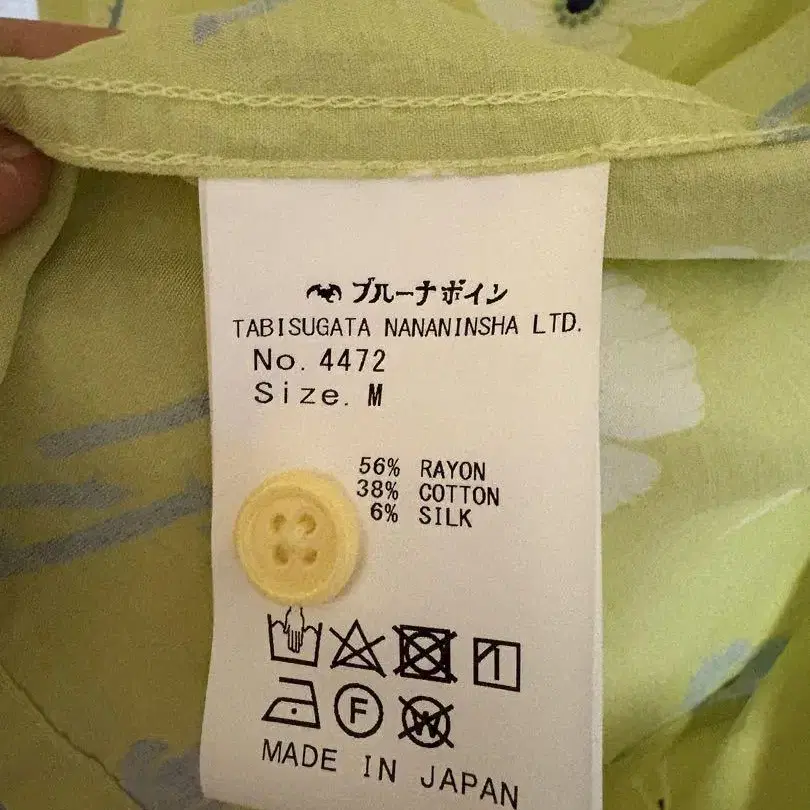 ブルーナボイン
TABISUGATA NANANINSHA LTD.
No. 4472
Size. M
56% RAYON
38% COTTON
6% SILK
F
W
MADE IN JAPAN